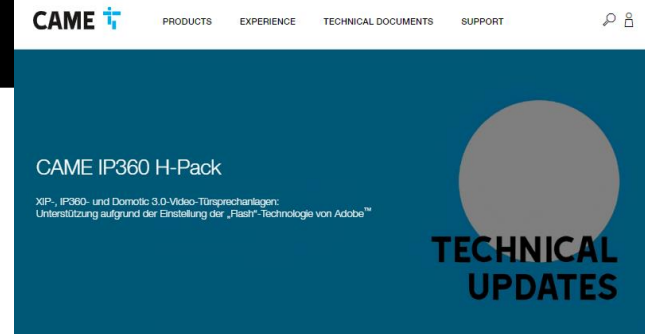 CAME
PRODUCTS EXPERIENCE TECHNICAL DOCUMENTS SUPPORT
CAME IP360 H-Pack
XIP-, IP360- und Domotic 3.0-Video-Türsprechanlagen:
Unterstützung aufgrund der Einstellung der „Flash"-Technologie von Adobe™
TECHNICAL
UPDATES